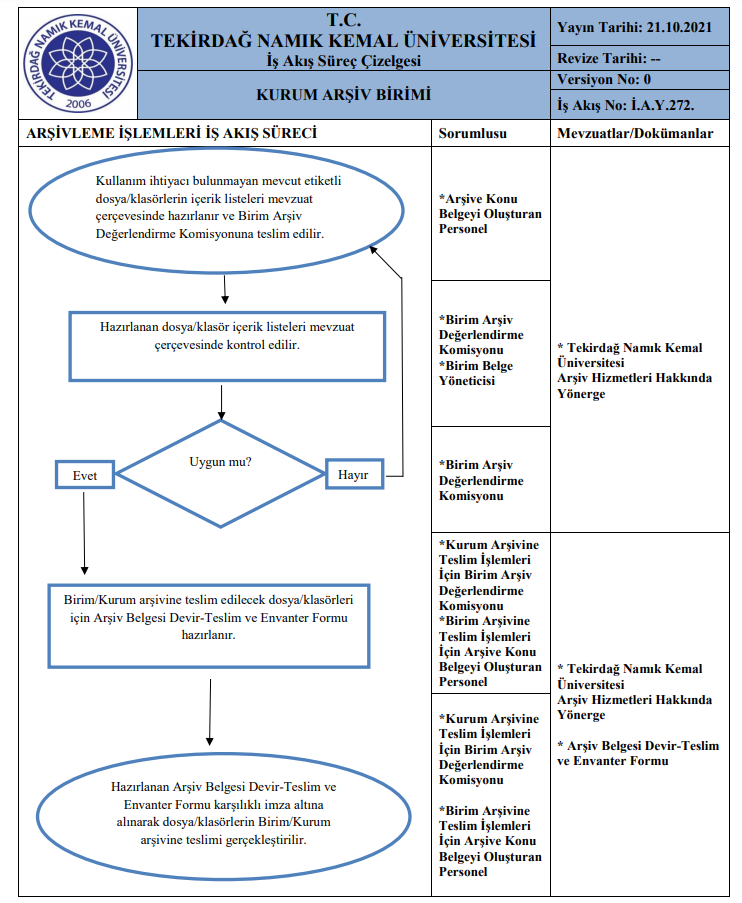 TEKİRDAĞ NAMIK KEMAL ÜNİVERSİTESİ
2006
T.C.
TEKİRDAĞ NAMIK KEMAL ÜNİVERSİTESİ
İş Akış Süreç Çizelgesi
KURUM ARŞİV BİRİMİ
Yayın Tarihi: 21.10.2021
Revize Tarihi: --
Versiyon No: 0
İş Akış No: İ.A.Y.272.
ARŞİVLEME İŞLEMLERİ İŞ AKIŞ SÜRECİ
Sorumlusu
Mevzuatlar/Dokümanlar
Kullanım ihtiyacı bulunmayan mevcut etiketli
dosya/klasörlerin içerik listeleri mevzuat
çerçevesinde hazırlanır ve Birim Arşiv
Değerlendirme Komisyonuna teslim edilir.
*Arşive Konu
Belgeyi Oluşturan
Personel
Hazırlanan dosya/klasör içerik listeleri mevzuat
çerçevesinde kontrol edilir.
*Birim Arşiv
Değerlendirme
Komisyonu
*Birim Belge
Yöneticisi
* Tekirdağ Namık Kemal
Üniversitesi
Arşiv Hizmetleri Hakkında
Yönerge
Uygun mu?
Evet
Hayır
*Birim Arşiv
Değerlendirme
Komisyonu
Birim/Kurum arşivine teslim edilecek dosya/klasörleri
için Arşiv Belgesi Devir-Teslim ve Envanter Formu
hazırlanır.
*Kurum Arşivine
Teslim İşlemleri
İçin Birim Arşiv
Değerlendirme
Komisyonu
*Birim Arşivine
Teslim İşlemleri
İçin Arşive Konu
Belgeyi Oluşturan
Personel
* Tekirdağ Namık Kemal
Üniversitesi
Arşiv Hizmetleri Hakkında
Yönerge
* Arşiv Belgesi Devir-Teslim
ve Envanter Formu
Hazırlanan Arşiv Belgesi Devir-Teslim ve
Envanter Formu karşılıklı imza altına
alınarak dosya/klasörlerin Birim/Kurum
arşivine teslimi gerçekleştirilir.
*Kurum Arşivine
Teslim İşlemleri
İçin Birim Arşiv
Değerlendirme
Komisyonu
*Birim Arşivine
Teslim İşlemleri
İçin Arşive Konu
Belgeyi Oluşturan
Personel